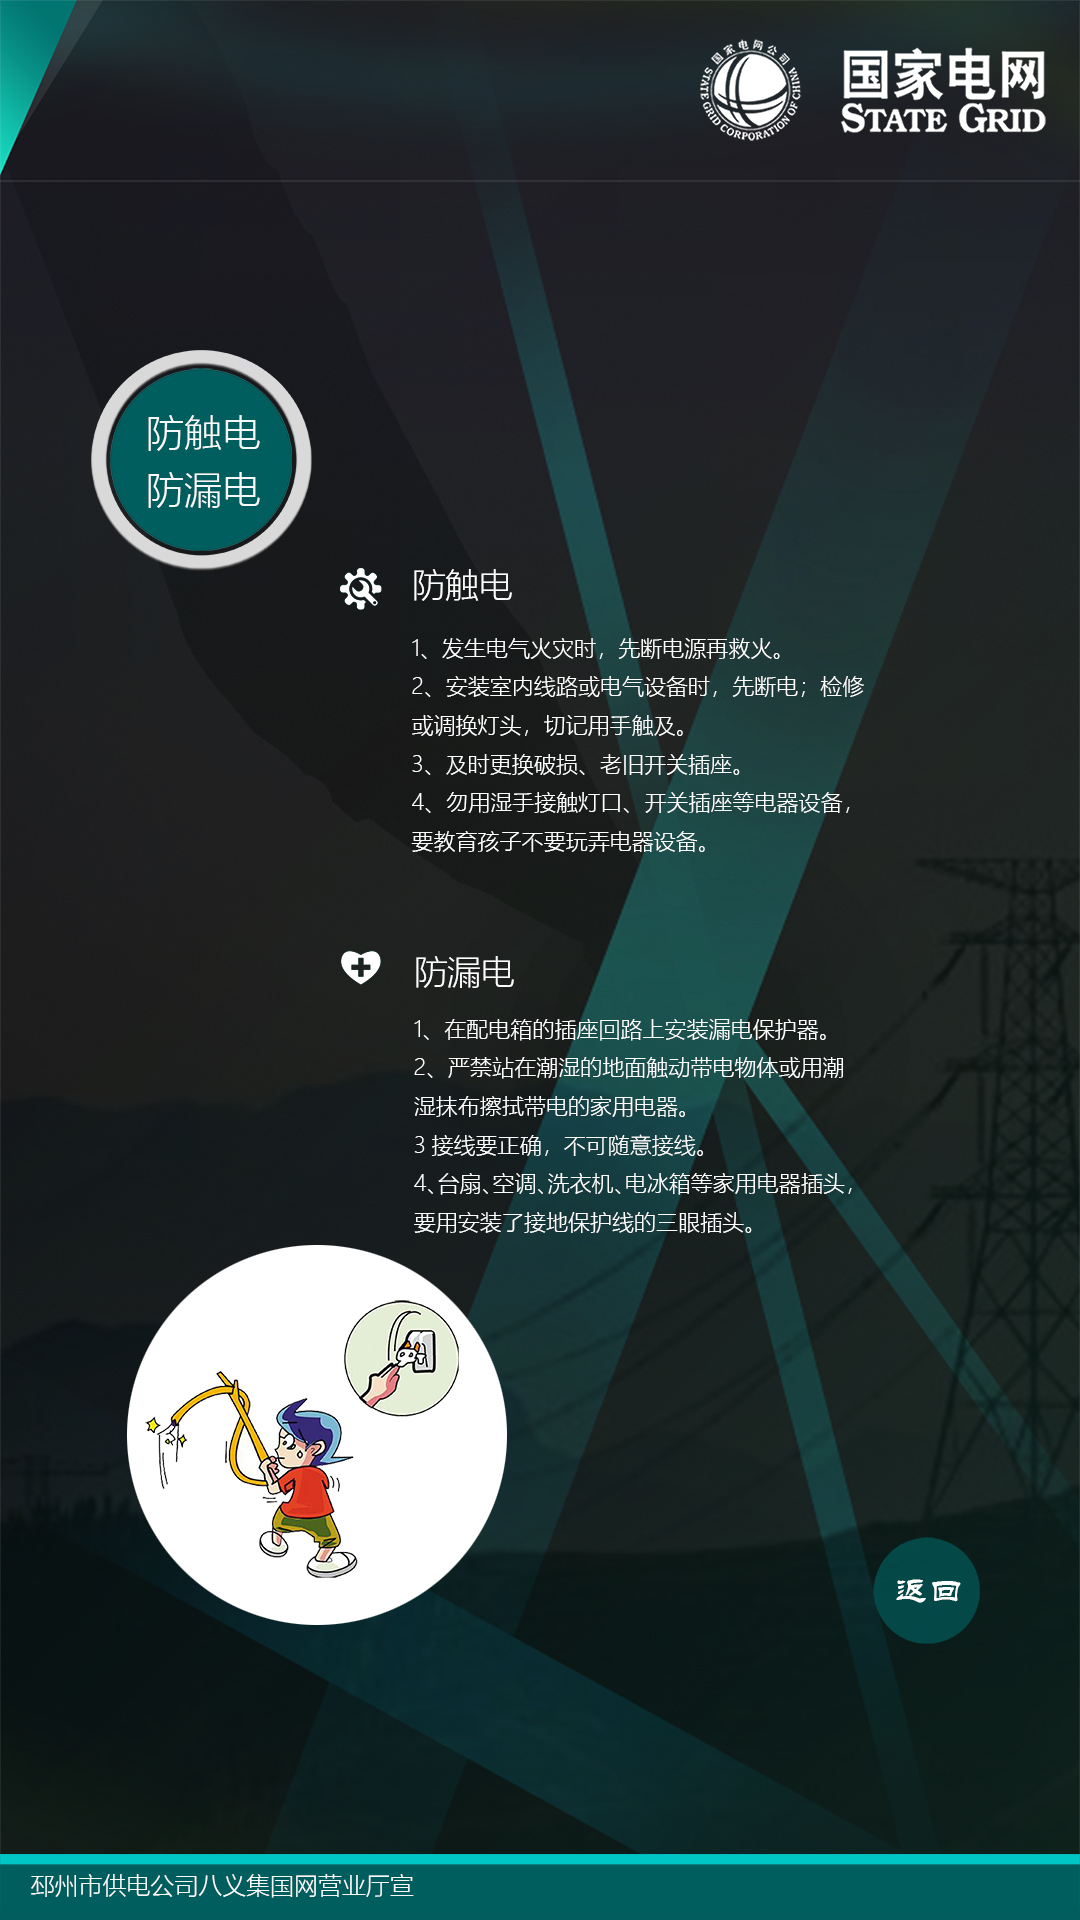 国家电网公司
STATE GRID CORPORATION OF CHINA
国家电网
STATE GRID
防触电
防漏电
防触电
1、发生电气火灾时，先断电源再救火。
2、安装室内线路或电气设备时，先断电；检修
或调换灯头，切记用手触及。
3、及时更换破损、老旧开关插座。
4、勿用湿手接触灯口、开关插座等电器设备，
要教育孩子不要玩弄电器设备。
防漏电
1、在配电箱的插座回路上安装漏电保护器。
2、严禁站在潮湿的地面触动带电物体或用潮
湿抹布擦拭带电的家用电器。
3 接线要正确，不可随意接线。
4、台扇、空调、洗衣机、电冰箱等家用电器插头，
要用安装了接地保护线的三眼插头。
返回
邳州市供电公司八义集国网营业厅宣